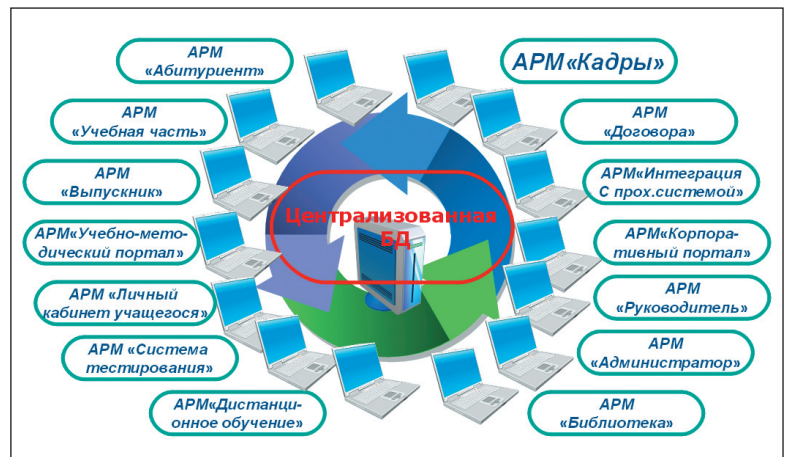 АРМ
«Абитуриент»
АРМ«Кадры»
АРМ
«Учебная часть»
АРМ
«Договора»
АРМ
«Выпускник»
АРМ«Интеграция
С прох.системой»
Централизованная
БД
АРМ«Учебно-мето-
дический портал»
АРМ«Корпора-
тивный портал»
АРМ «Личный
кабинет учащегося»
АРМ
«Руководитель»
АРМ «Система
тестирования»
АРМ
«Администратор»
АРМ«Дистанци-
онное обучение»
АРМ
«Библиотека»